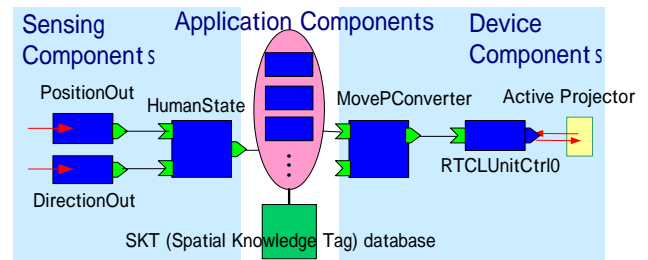 Sensing
Components
Application Components
Device
Components
PositionOut
HumanState
MovePConverter
Active Projector
DirectionOut
RTCLUnitCtrl0
SKT (Spatial Knowledge Tag) database